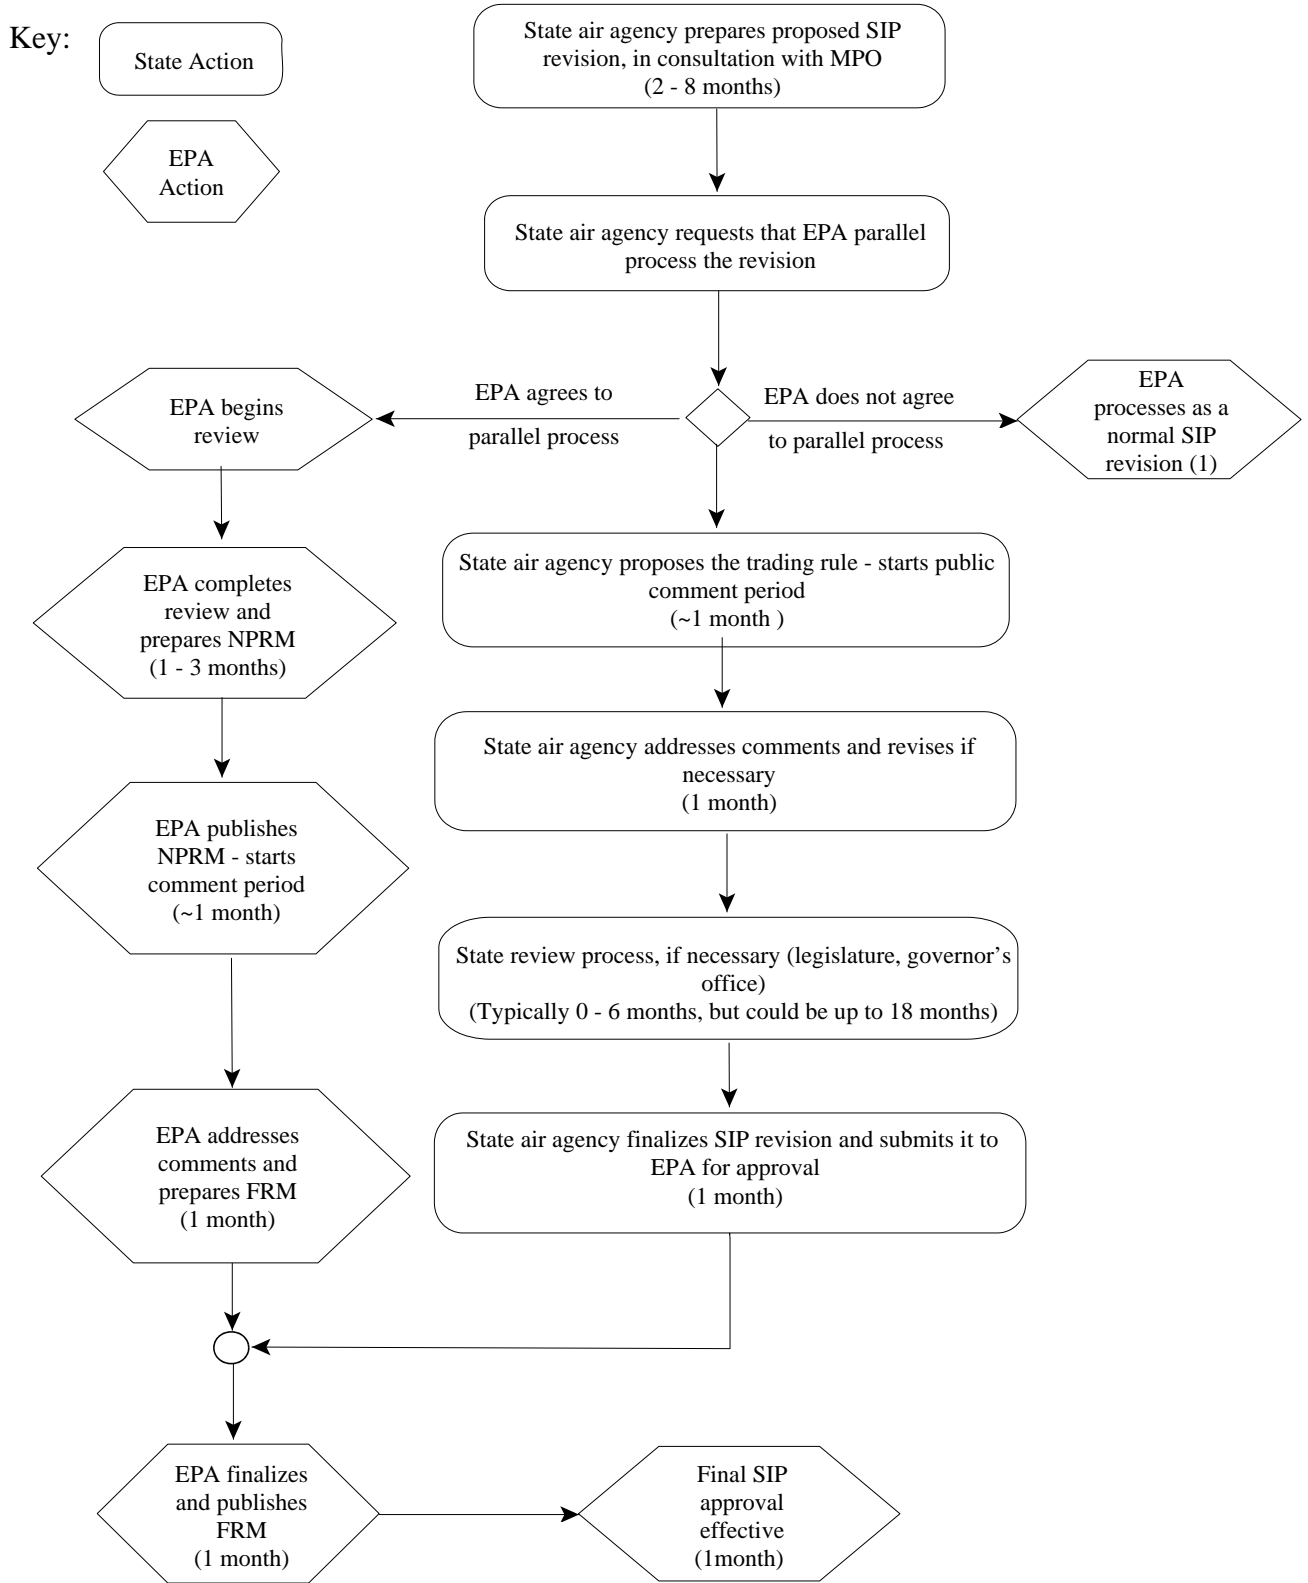 Key:
State Action
EPA
Action
State air agency prepares proposed SIP
revision, in consultation with MPO
(2 - 8 months)
State air agency requests that EPA parallel
process the revision
EPA agrees to
parallel process
EPA does not agree
to parallel process
EPA begins
review
EPA
processes as a
normal SIP
revision (1)
EPA completes
review and
prepares NPRM
(1 - 3 months)
State air agency proposes the trading rule - starts public
comment period
(~1 month )
State air agency addresses comments and revises if
necessary
(1 month)
EPA publishes
NPRM - starts
comment period
(~1 month)
State review process, if necessary (legislature, governor’s
office)
(Typically 0 - 6 months, but could be up to 18 months)
EPA addresses
comments and
prepares FRM
(1 month)
State air agency finalizes SIP revision and submits it to
EPA for approval
(1 month)
EPA finalizes
and publishes
FRM
(1 month)
Final SIP
approval
effective
(1month)